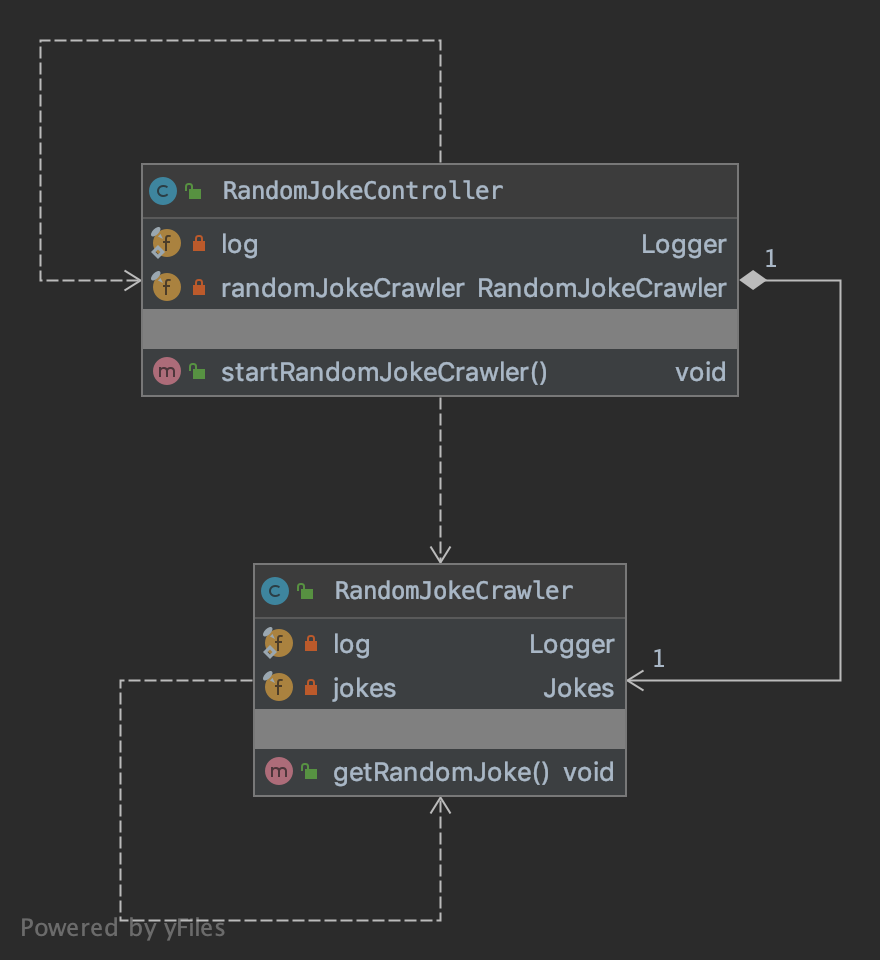 C RandomJokeController
f log Logger
f randomJokeCrawler RandomJokeCrawler
1
m startRandomJokeCrawler() void
C RandomJokeCrawler
f log Logger
1
f jokes Jokes
m getRandomJoke() void
Powered by yFiles